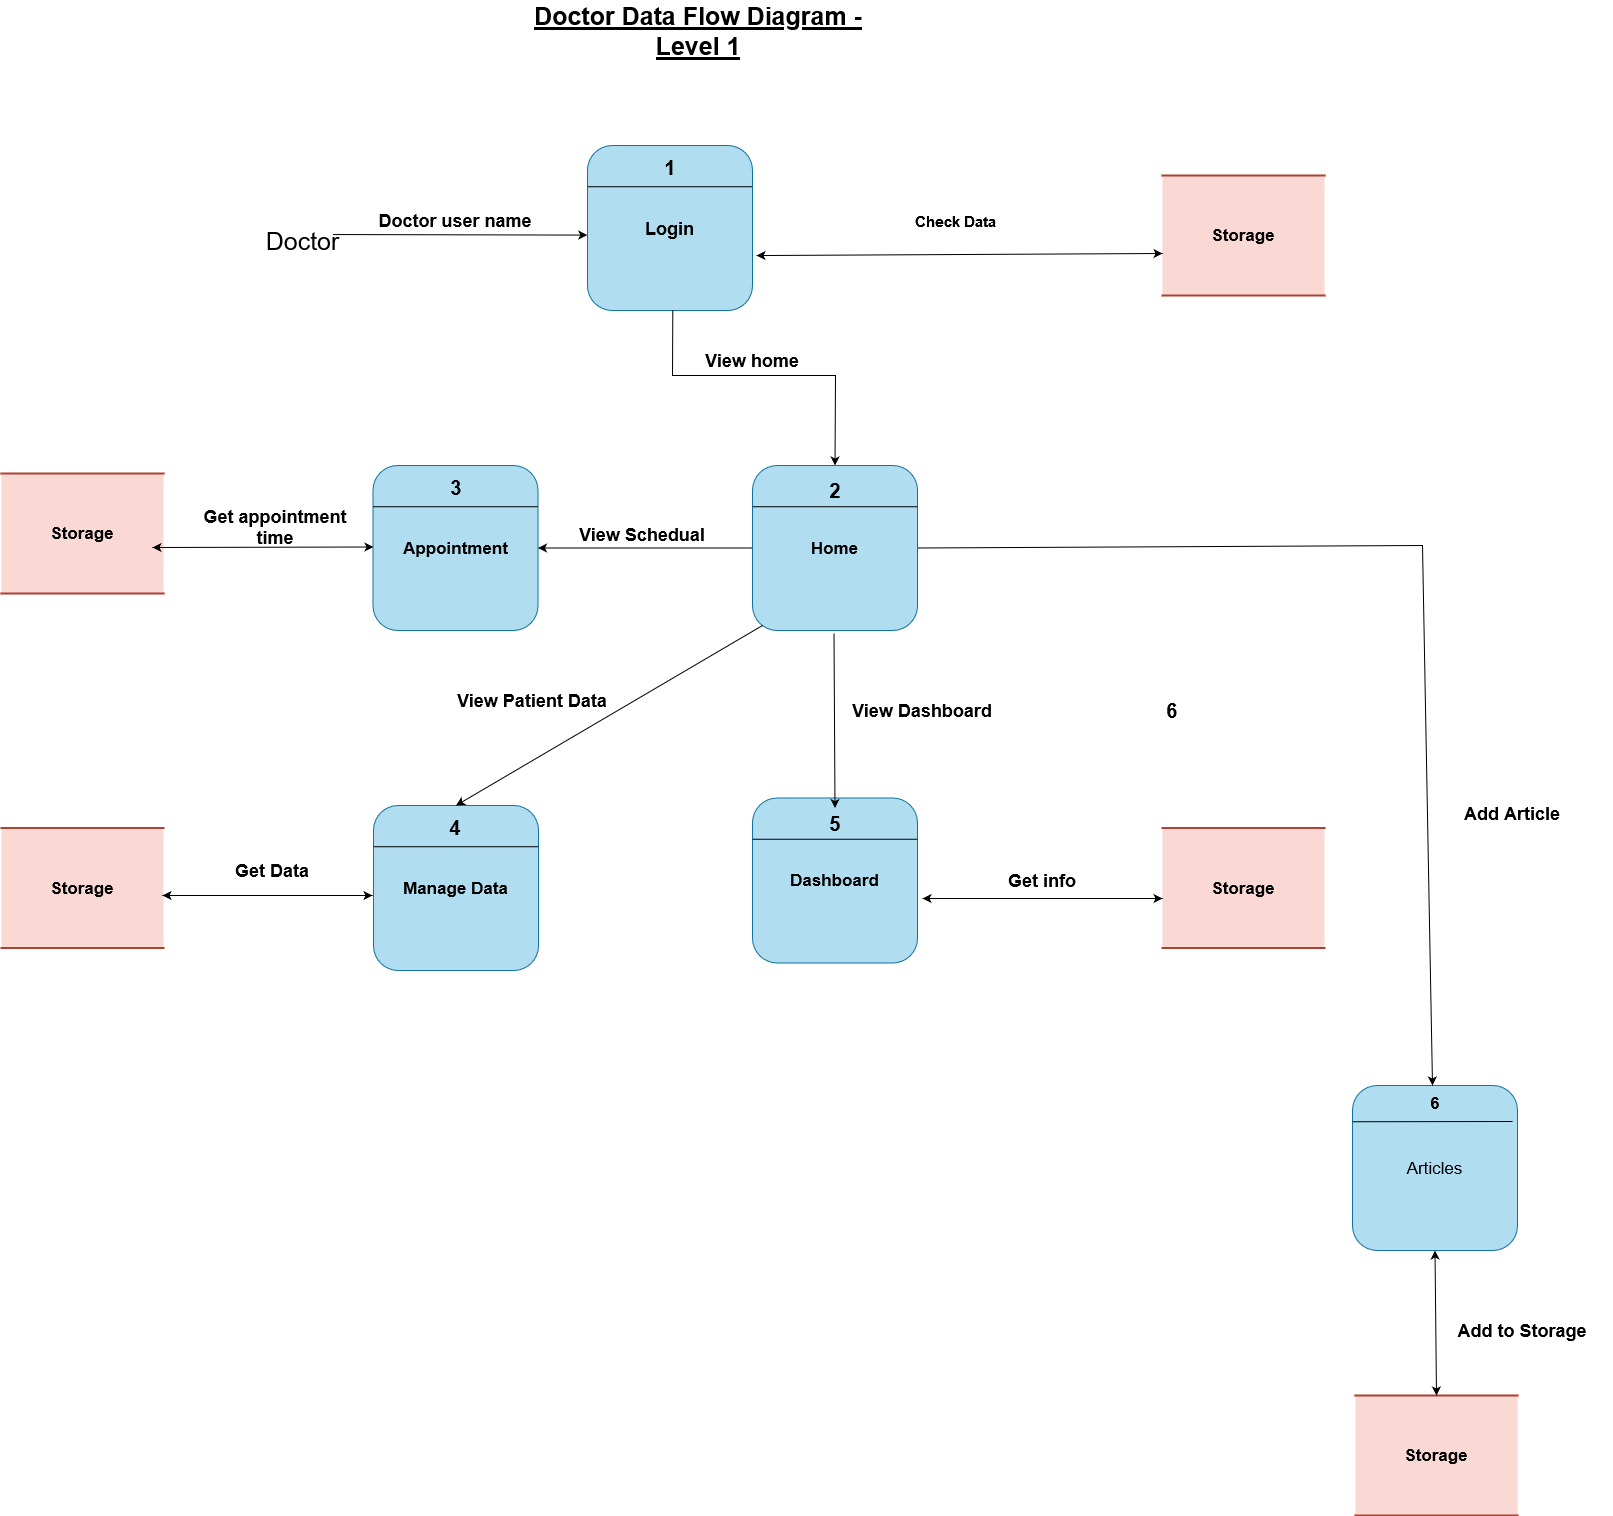 Doctor Data Flow Diagram -
Level 1
1
Doctor user name
Check Data
Login
Storage
Doctor
View home
3
2
Get appointment
time
Storage
View Schedual
Appointment
Home
View Patient Data
View Dashboard
6
Add Article
4
5
Get Data
Dashboard
Get info
Storage
Manage Data
Storage
6
Articles
Add to Storage
Storage